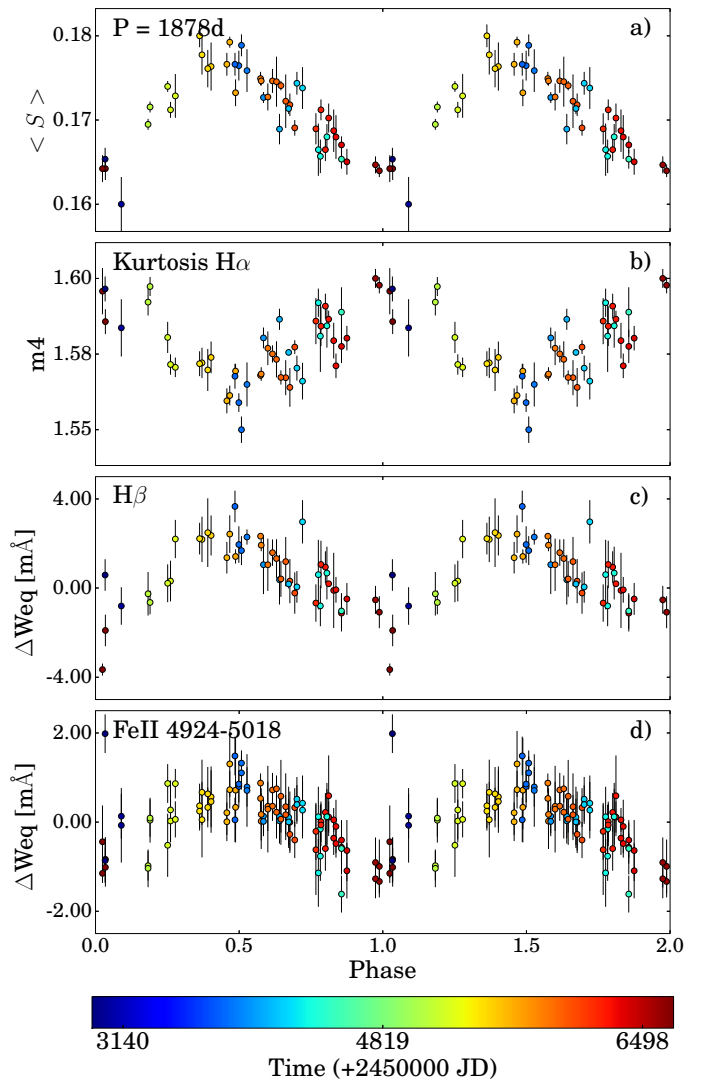 P = 1878d
a)
0.18
0.17
0.16
< S >
Kurtosis Hα
b)
1.60
1.58
1.55
m4
Hβ
c)
4.00
0.00
-4.00
ΔWeq [mÅ]
FeII 4924-5018
d)
2.00
0.00
-2.00
ΔWeq [mÅ]
0.0 0.5 1.0 1.5 2.0
Phase
3140 4819 6498
Time (+2450000 JD)